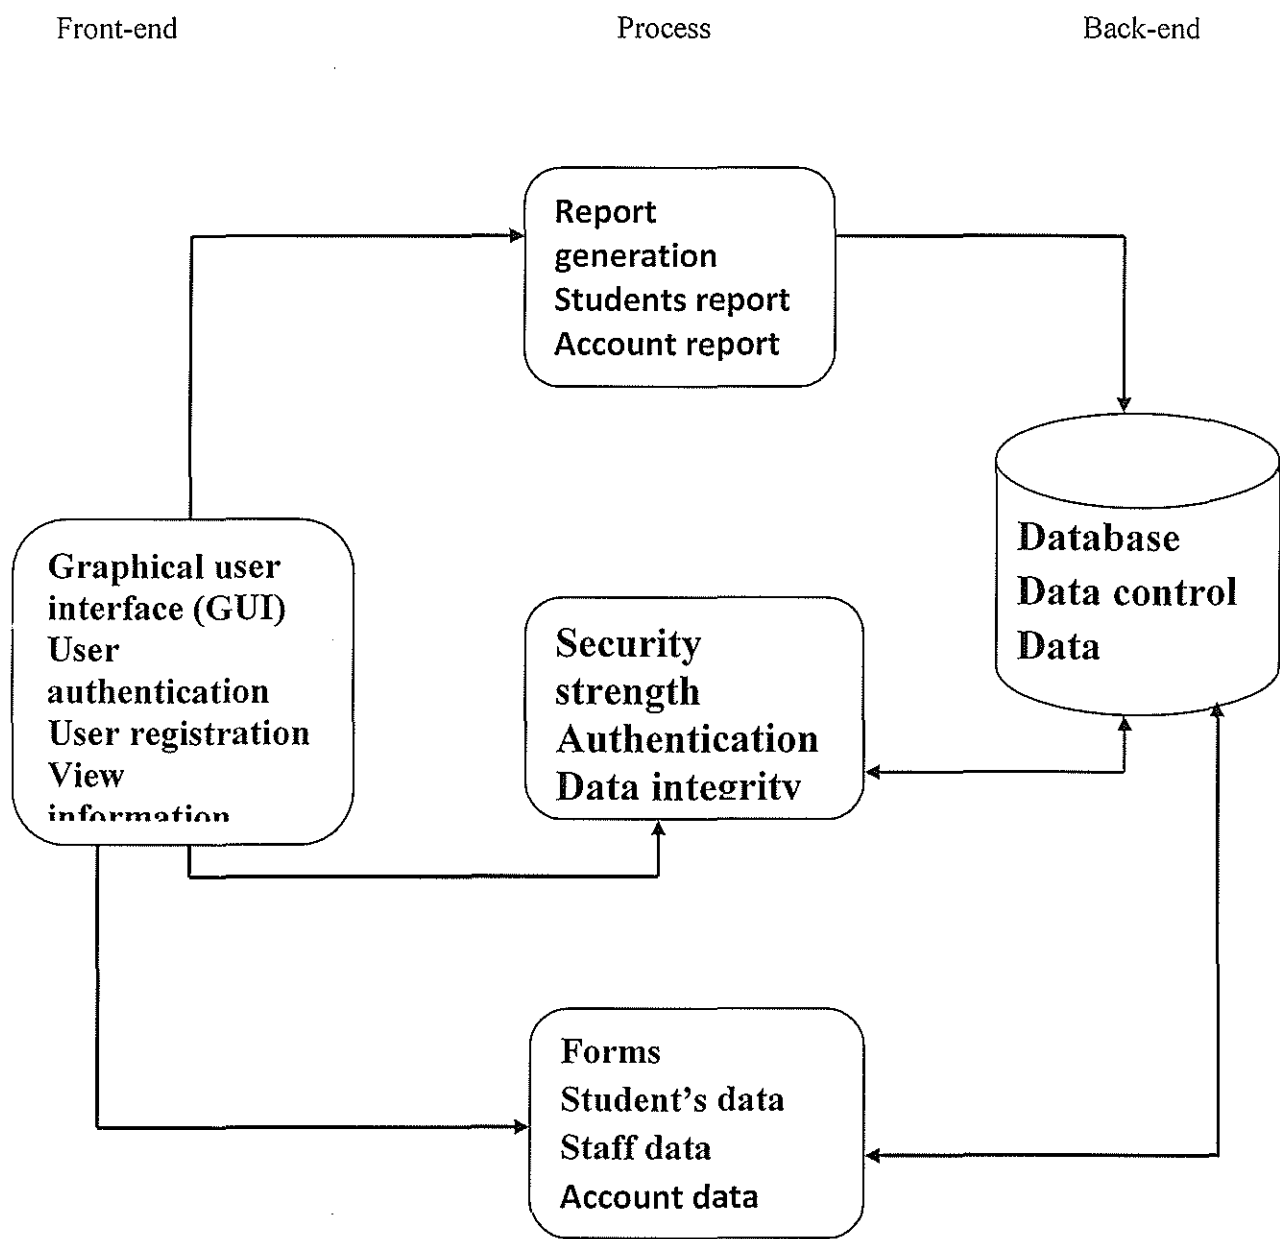 Front-end
Process
Back-end
Report
generation
Students report
Account report
Graphical user
interface (GUI)
User
authentication
User registration
View
information
Security
strength
Authentication
Data integrity
Database
Data control
Data
Forms
Student's data
Staff data
Account data